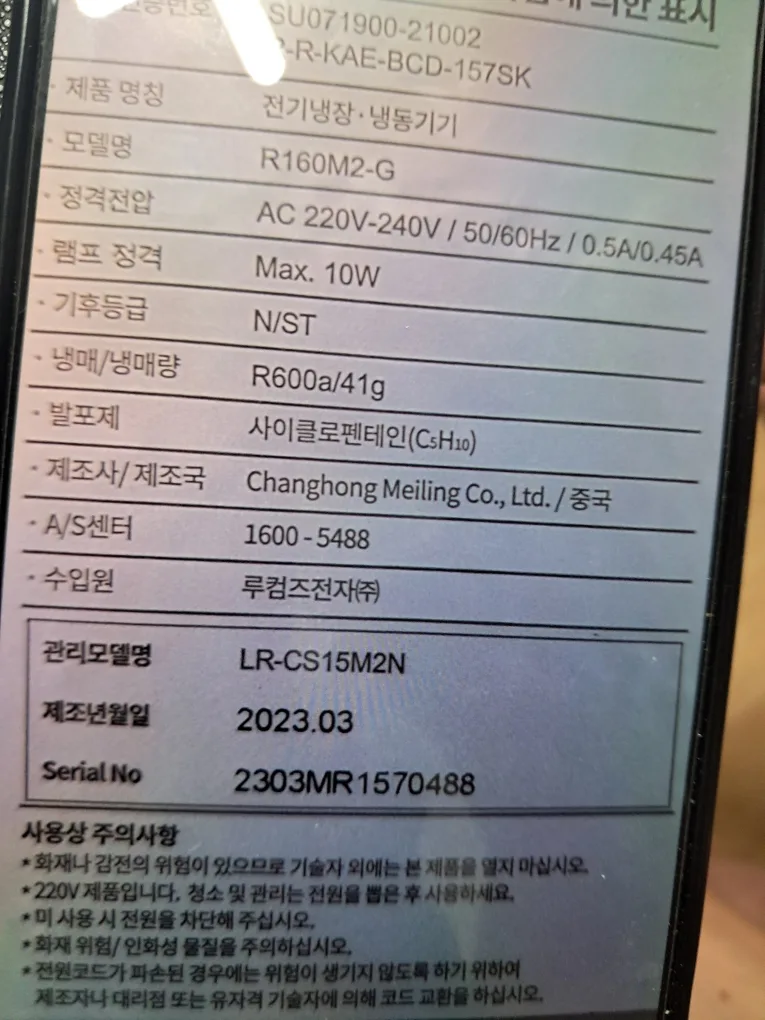 의한 표시
인증번호 SU071900-21002
-R-KAE-BCD-157SK
· 제품 명칭 전기냉장·냉동기기
· 모델명 R160M2-G
· 정격전압 AC 220V-240V / 50/60Hz / 0.5A/0.45A
· 램프 정격 Max. 10W
· 기후등급 N/ST
· 냉매/냉매량 R600a/41g
· 발포제 사이클로펜테인(C5H10)
· 제조사/ 제조국 Changhong Meiling Co., Ltd. / 중국
· A/S센터 1600 - 5488
· 수입원 루컴즈전자㈜
관리모델명 LR-CS15M2N
제조년월일 2023.03
Serial No 2303MR1570488
사용상 주의사항
* 화재나 감전의 위험이 있으므로 기술자 외에는 본 제품을 열지 마십시오.
* 220V 제품입니다. 청소 및 관리는 전원을 뽑은 후 사용하세요.
* 미 사용 시 전원을 차단해 주십시오.
* 화재 위험/ 인화성 물질을 주의하십시오.
* 전원코드가 파손된 경우에는 위험이 생기지 않도록 하기 위하여
제조자나 대리점 또는 유자격 기술자에 의해 코드 교환을 하십시오.